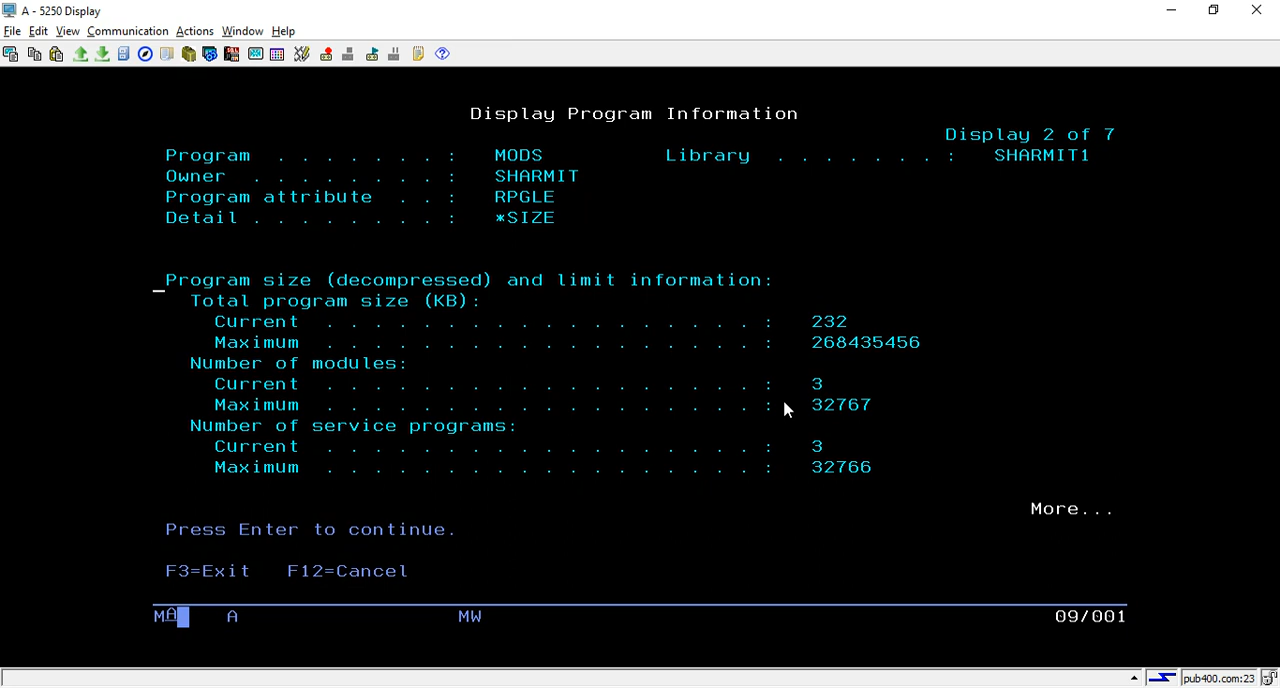 A - 5250 Display
File Edit View Communication Actions Window Help
Display Program Information
Display 2 of 7
Program . . . . . . . : MODS Library . . . . . . . : SHARMIT1
Owner . . . . . . . . : SHARMIT
Program attribute . . : RPGLE
Detail . . . . . . . . : *SIZE
Program size (decompressed) and limit information:
Total program size (KB):
Current . . . . . . . . . . . . . . . . . . : 232
Maximum . . . . . . . . . . . . . . . . . . : 268435456
Number of modules:
Current . . . . . . . . . . . . . . . . . . : 3
Maximum . . . . . . . . . . . . . . . . . . : 32767
Number of service programs:
Current . . . . . . . . . . . . . . . . . . : 3
Maximum . . . . . . . . . . . . . . . . . . : 32766
More...
Press Enter to continue.
F3=Exit F12=Cancel
MA A MW 09/001
pub400.com:23